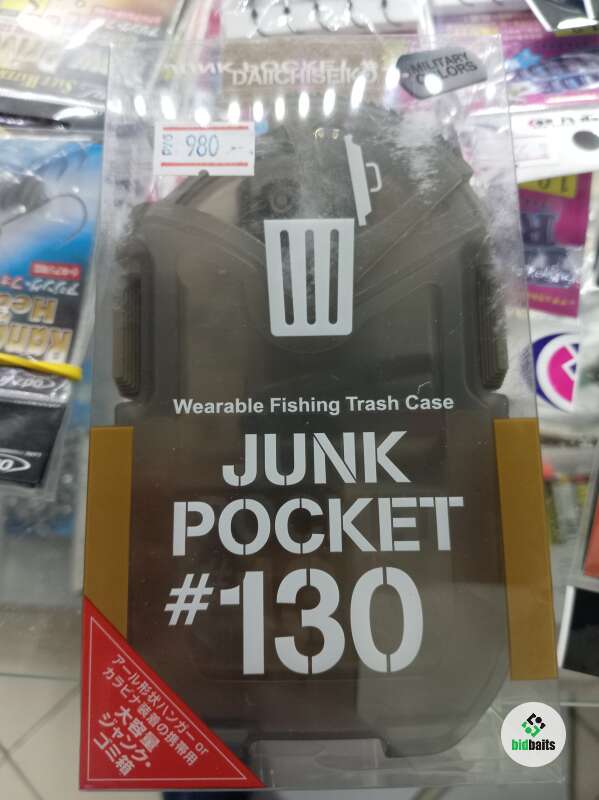 JUNK POCKET #
DAIICHISEIKO
MILITARY
COLORS
980
Wearable Fishing Trash Case
JUNK
POCKET
#130
アール形状ハンガー or
カラビナ装着の携帯用
大容量
ジャンク・
ゴミ箱
bidbaits